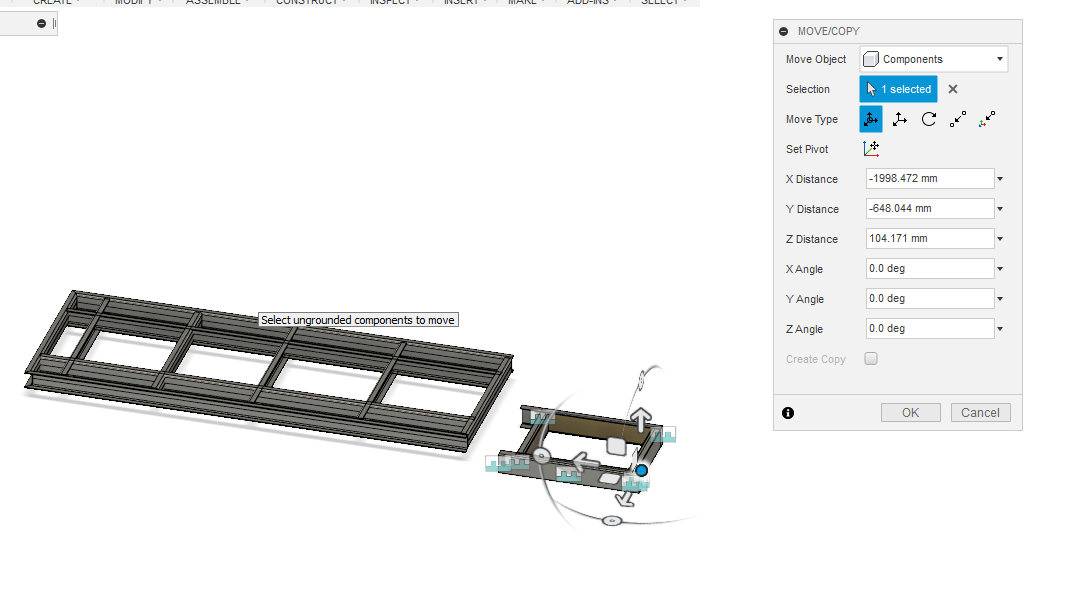 CREATE MODIFY ASSEMBLE CONSTRUCT INSPECT INSERT MAKE ADD-INS SELECT
MOVE/COPY
Move Object Components
Selection 1 selected
Move Type
Set Pivot
X Distance -1998.472 mm
Y Distance -648.044 mm
Z Distance 104.171 mm
X Angle 0.0 deg
Y Angle 0.0 deg
Z Angle 0.0 deg
Create Copy
OK Cancel
Select ungrounded components to move